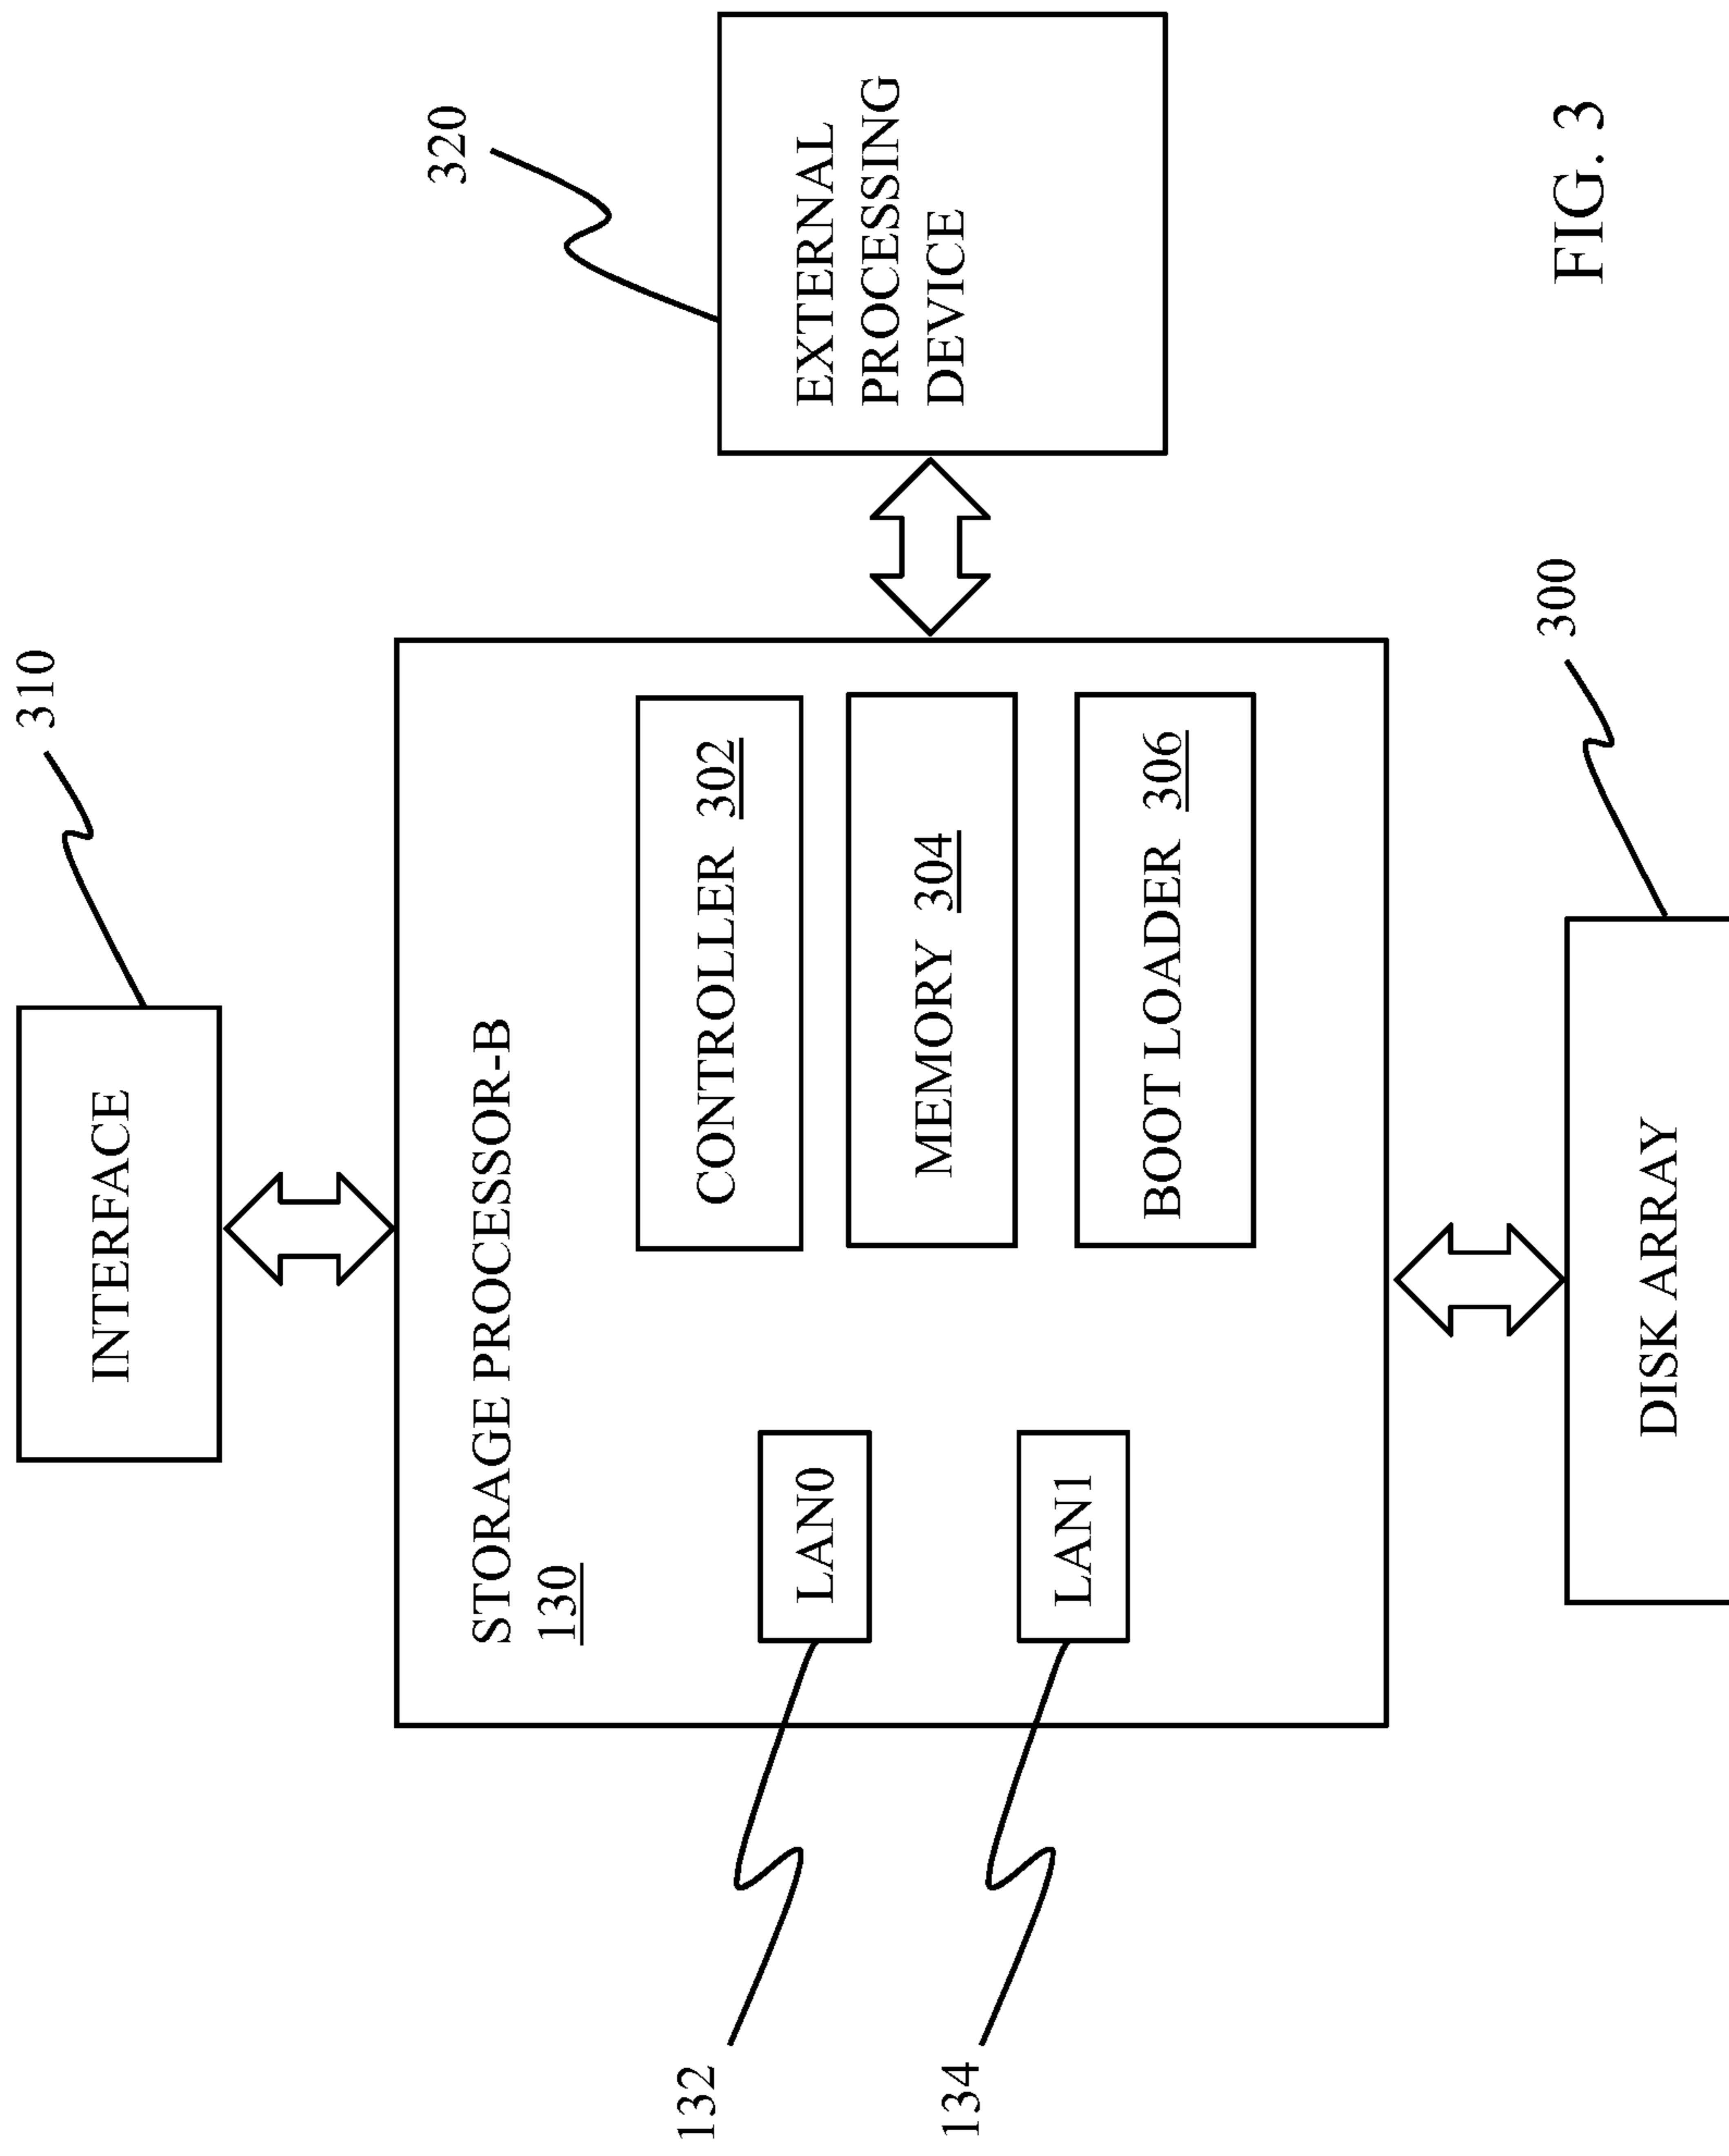 310
INTERFACE
320
STORAGE PROCESSOR-B
130
CONTROLLER 302
EXTERNAL
PROCESSING
DEVICE
132
LAN0
MEMORY 304
134
LAN1
BOOT LOADER 306
300
DISK ARRAY
FIG. 3